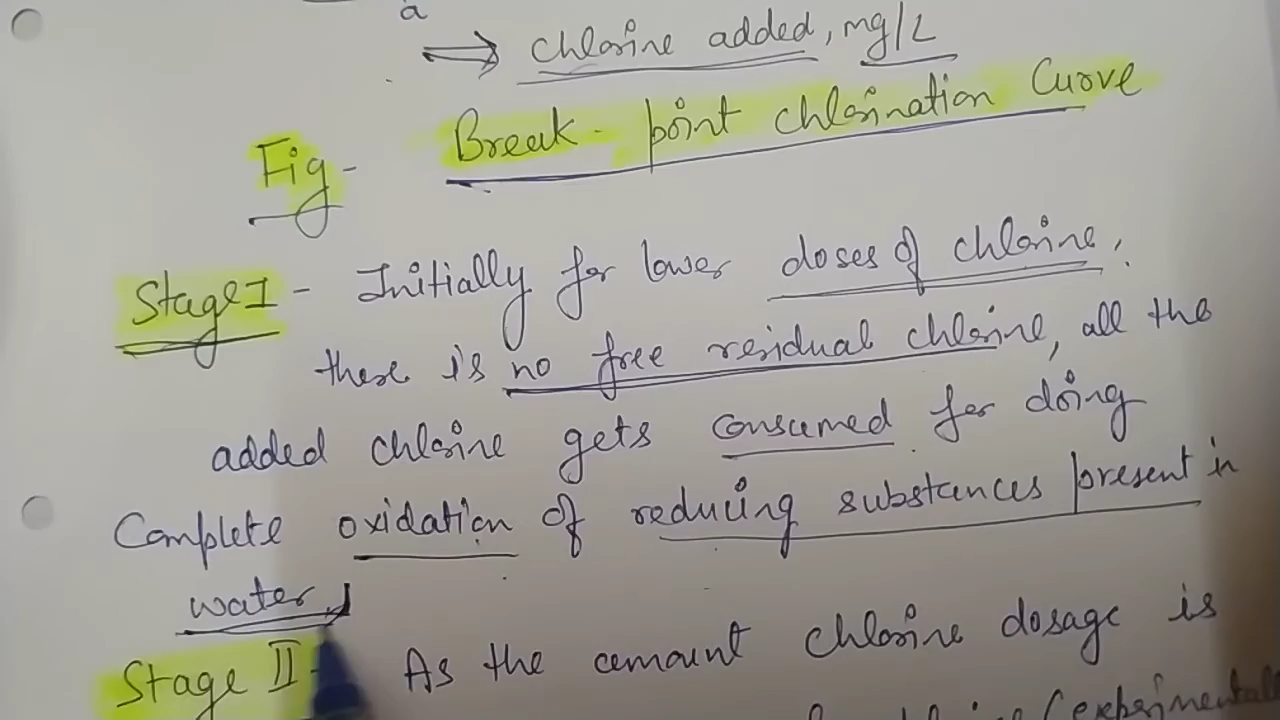 a
⇒ chlorine added, mg/L
Fig- Break-point chlorination Curve
Stage I - Initially for lower doses of chlorine,
there is no free residual chlorine, all the
added chlorine gets consumed for doing
Complete oxidation of reducing substances present in
water.
Stage II - As the amount chlorine dosage is
(experimental